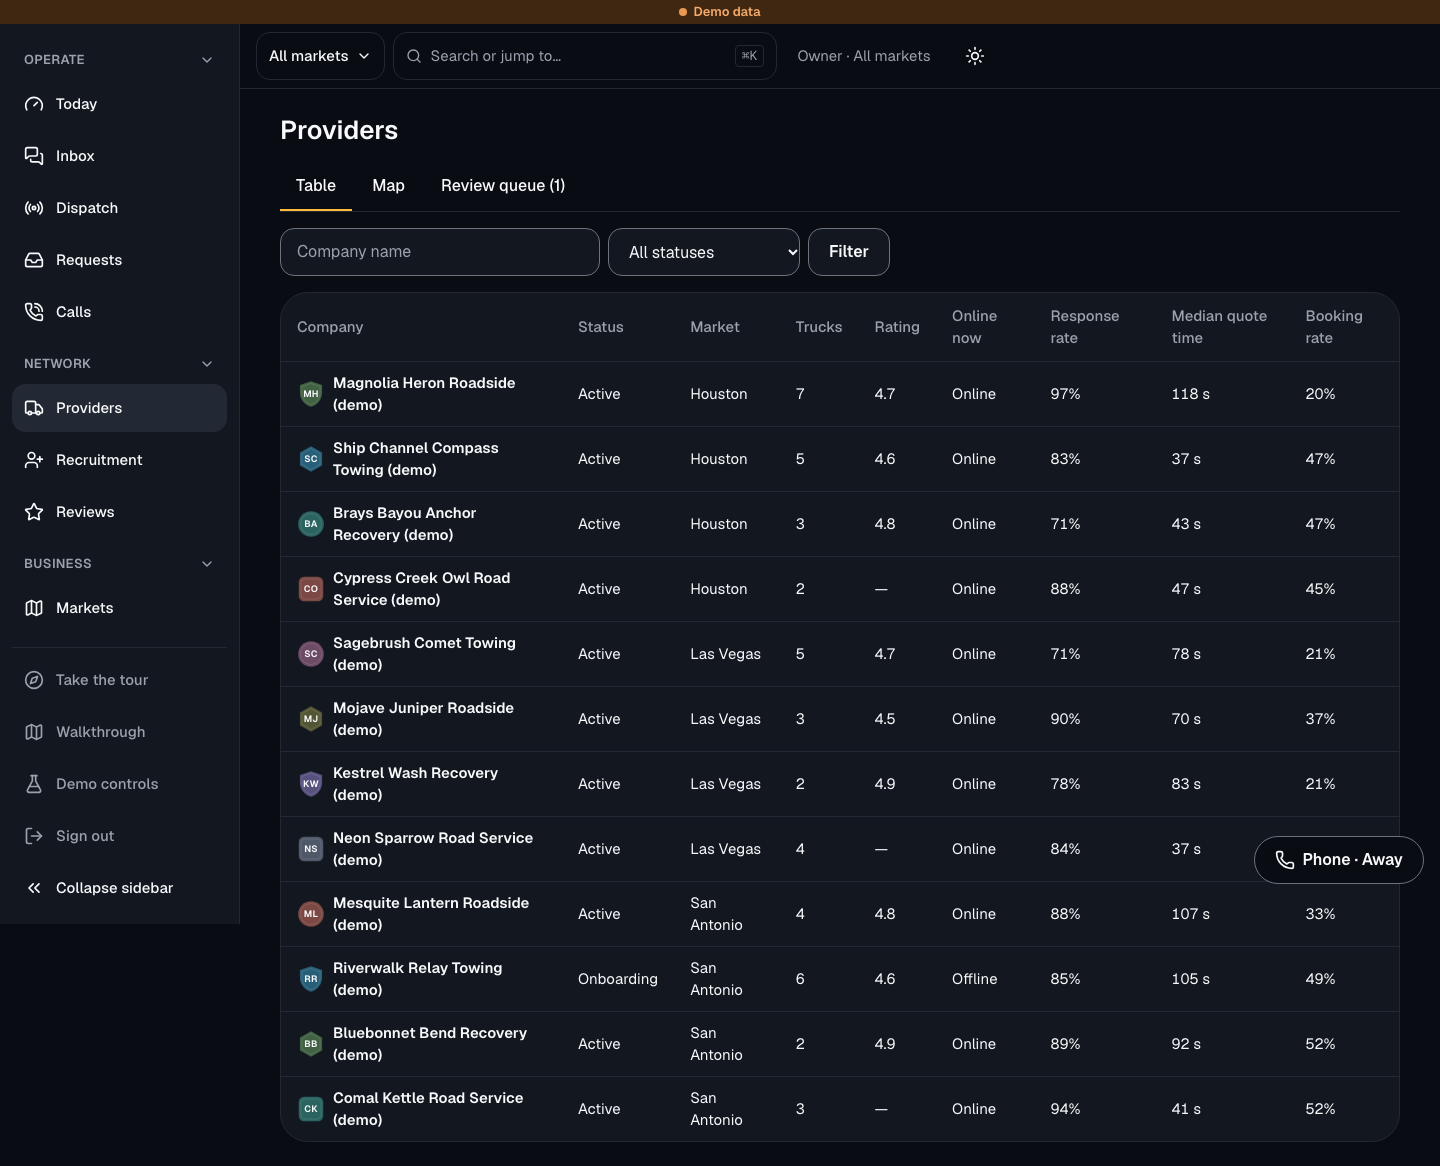 Demo data
OPERATE
Today
Inbox
Dispatch
Requests
Calls
NETWORK
Providers
Recruitment
Reviews
BUSINESS
Markets
Take the tour
Walkthrough
Demo controls
Sign out
Collapse sidebar
All markets
Search or jump to...
⌘K
Owner · All markets
Providers
Table Map Review queue (1)
Company name
All statuses
Filter
Company Status Market Trucks Rating Online now Response rate Median quote time Booking rate
MH Magnolia Heron Roadside (demo) Active Houston 7 4.7 Online 97% 118 s 20%
SC Ship Channel Compass Towing (demo) Active Houston 5 4.6 Online 83% 37 s 47%
BA Brays Bayou Anchor Recovery (demo) Active Houston 3 4.8 Online 71% 43 s 47%
CO Cypress Creek Owl Road Service (demo) Active Houston 2 — Online 88% 47 s 45%
SC Sagebrush Comet Towing (demo) Active Las Vegas 5 4.7 Online 71% 78 s 21%
MJ Mojave Juniper Roadside (demo) Active Las Vegas 3 4.5 Online 90% 70 s 37%
KW Kestrel Wash Recovery (demo) Active Las Vegas 2 4.9 Online 78% 83 s 21%
NS Neon Sparrow Road Service (demo) Active Las Vegas 4 — Online 84% 37 s
Phone · Away
ML Mesquite Lantern Roadside (demo) Active San Antonio 4 4.8 Online 88% 107 s 33%
RR Riverwalk Relay Towing (demo) Onboarding San Antonio 6 4.6 Offline 85% 105 s 49%
BB Bluebonnet Bend Recovery (demo) Active San Antonio 2 4.9 Online 89% 92 s 52%
CK Comal Kettle Road Service (demo) Active San Antonio 3 — Online 94% 41 s 52%